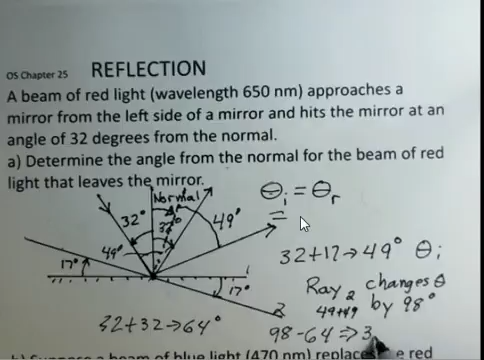 OS Chapter 25 REFLECTION
A beam of red light (wavelength 650 nm) approaches a
mirror from the left side of a mirror and hits the mirror at an
angle of 32 degrees from the normal.
a) Determine the angle from the normal for the beam of red
light that leaves the mirror.
Normal
θi = θr
=
32°
49°
49°
17°
17°
32+17→49° θi
Ray 2 changes θ
49+49 by 98°
32+32→64°
98-64⇒3